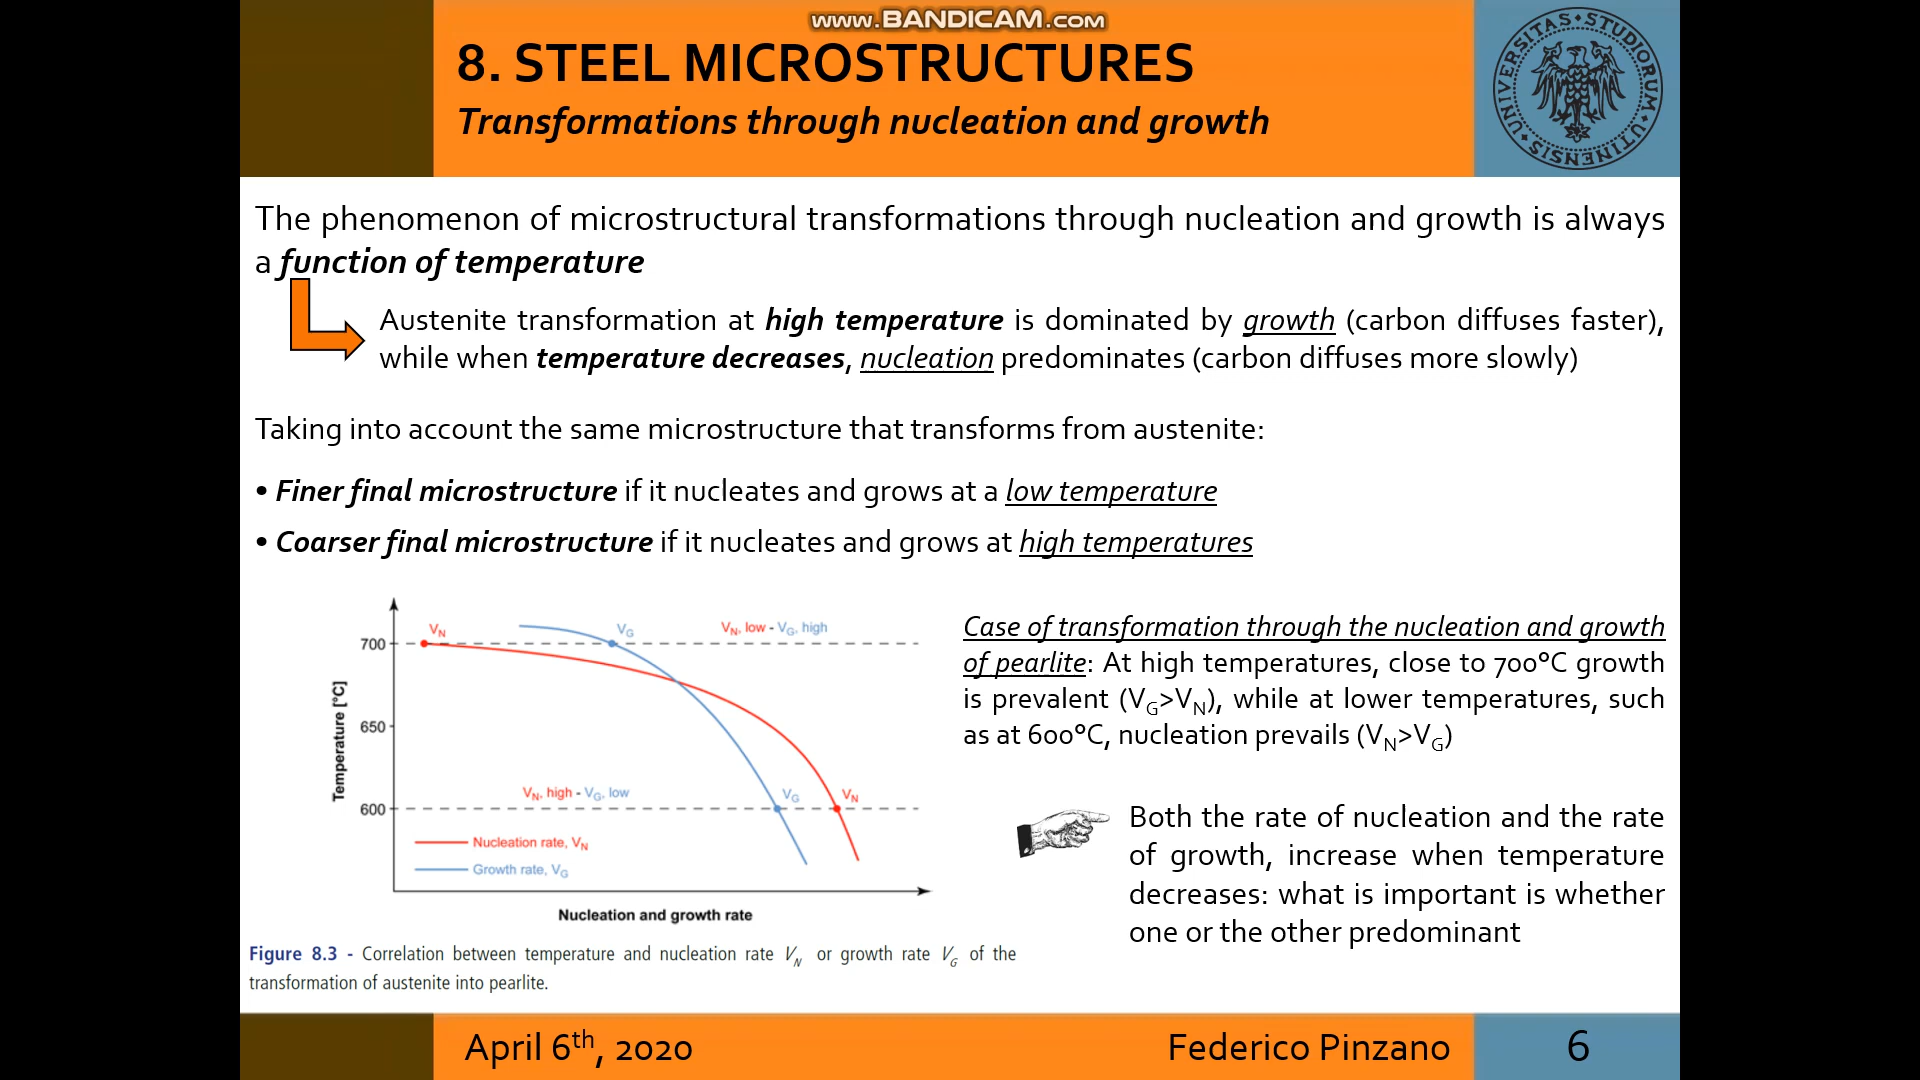 www.BANDICAM.com
8. STEEL MICROSTRUCTURES
Transformations through nucleation and growth
UNIVERSITAS STUDIORUM UTINENSIS
The phenomenon of microstructural transformations through nucleation and growth is always
a function of temperature
Austenite transformation at high temperature is dominated by growth (carbon diffuses faster),
while when temperature decreases, nucleation predominates (carbon diffuses more slowly)
Taking into account the same microstructure that transforms from austenite:
• Finer final microstructure if it nucleates and grows at a low temperature
• Coarser final microstructure if it nucleates and grows at high temperatures
VN VG VN, low - VG, high
700
650
600
Temperature [°C]
VN, high - VG, low VG VN
Nucleation rate, VN
Growth rate, VG
Nucleation and growth rate
Figure 8.3 - Correlation between temperature and nucleation rate VN or growth rate VG of the
transformation of austenite into pearlite.
Case of transformation through the nucleation and growth
of pearlite: At high temperatures, close to 700°C growth
is prevalent (VG>VN), while at lower temperatures, such
as at 600°C, nucleation prevails (VN>VG)
Both the rate of nucleation and the rate
of growth, increase when temperature
decreases: what is important is whether
one or the other predominant
April 6th, 2020
Federico Pinzano
6